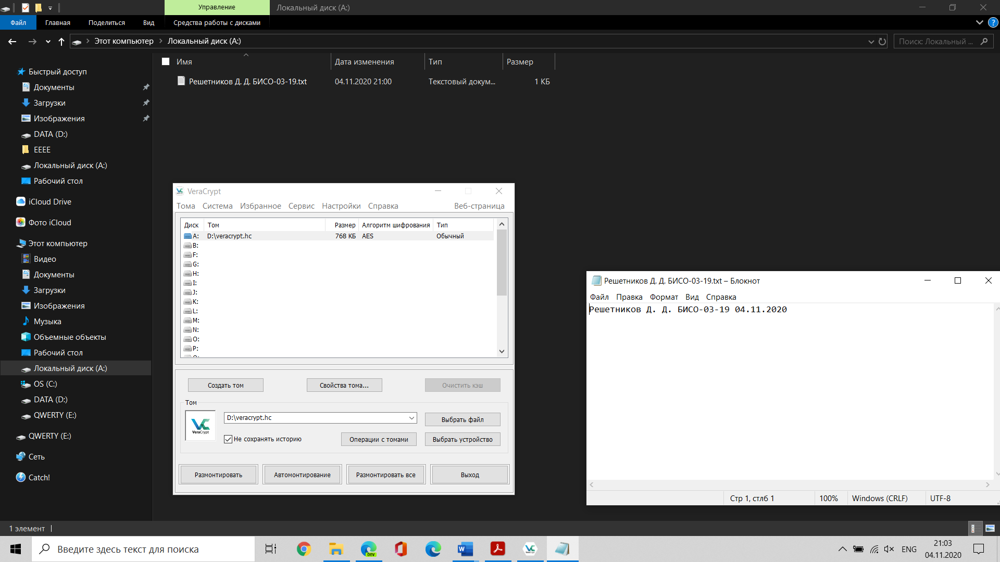 Управление
Локальный диск (A:)
Файл
Главная
Поделиться
Вид
Средства работы с дисками
Этот компьютер
Локальный диск (A:)
Поиск: Локальный ...
Имя
Дата изменения
Тип
Размер
Решетников Д. Д. БИСО-03-19.txt
04.11.2020 21:00
Текстовый докум...
1 КБ
Быстрый доступ
Документы
Загрузки
Изображения
DATA (D:)
EEEE
Локальный диск (A:)
Рабочий стол
iCloud Drive
Фото iCloud
Этот компьютер
Видео
Документы
Загрузки
Изображения
Музыка
Объемные объекты
Рабочий стол
Локальный диск (A:)
OS (C:)
DATA (D:)
QWERTY (E:)
QWERTY (E:)
Сеть
Catch!
1 элемент
VeraCrypt
Тома Система Избранное Сервис Настройки Справка Веб-страница
Диск Том Размер Алгоритм шифрования Тип
A: D:\veracrypt.hc 768 КБ AES Обычный
B:
F:
G:
H:
I:
J:
K:
L:
M:
N:
O:
P:
Создать том
Свойства тома...
Очистить кэш
Том
VeraCrypt
D:\veracrypt.hc
Выбрать файл
Не сохранять историю
Операции с томами
Выбрать устройство
Размонтировать
Автомонтирование
Размонтировать все
Выход
Решетников Д. Д. БИСО-03-19.txt – Блокнот
Файл Правка Формат Вид Справка
Решетников Д. Д. БИСО-03-19 04.11.2020
Стр 1, стлб 1
100%
Windows (CRLF)
UTF-8
Введите здесь текст для поиска
DEV
ENG
21:03
04.11.2020